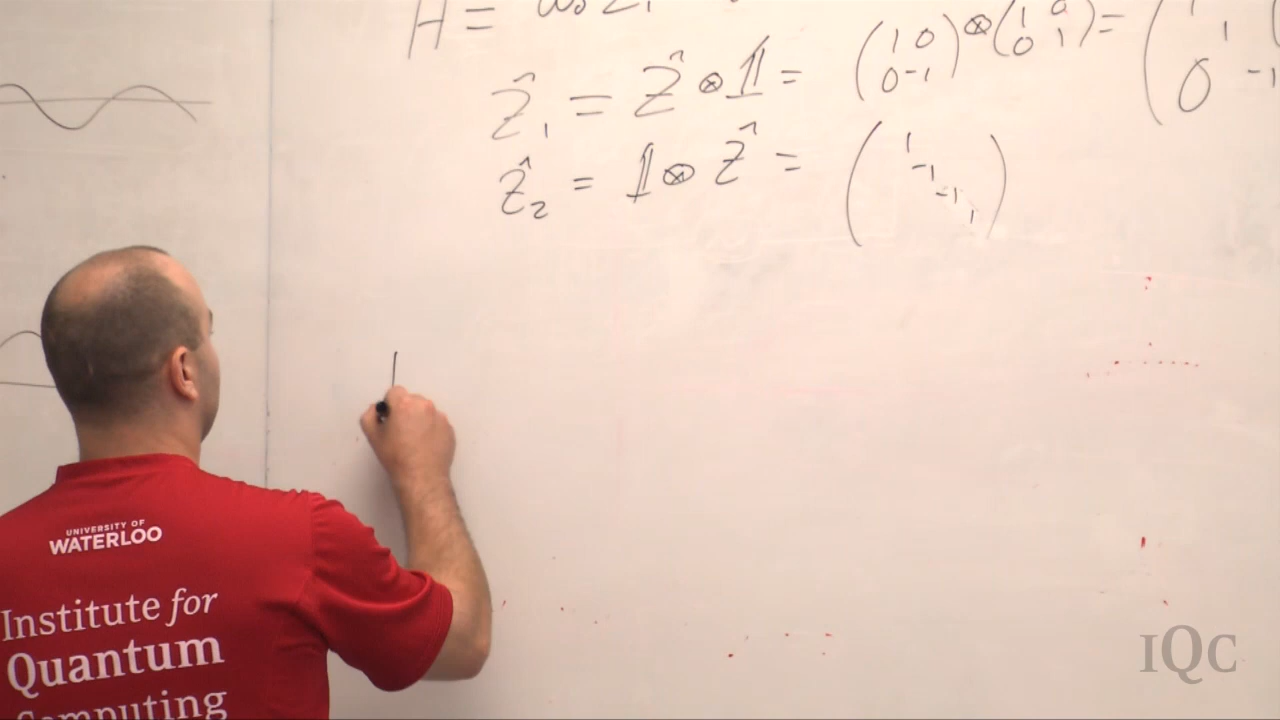 H =
Ẑ₁ = Ẑ ⊗ 𝟙 = (1 0 0 -1) ⊗ (1 0 0 1) = ( 1 1 0 -1
Ẑ₂ = 𝟙 ⊗ Ẑ = (1 -1 -1 1)
UNIVERSITY OF
WATERLOO
Institute for
Quantum
Computing
IQC